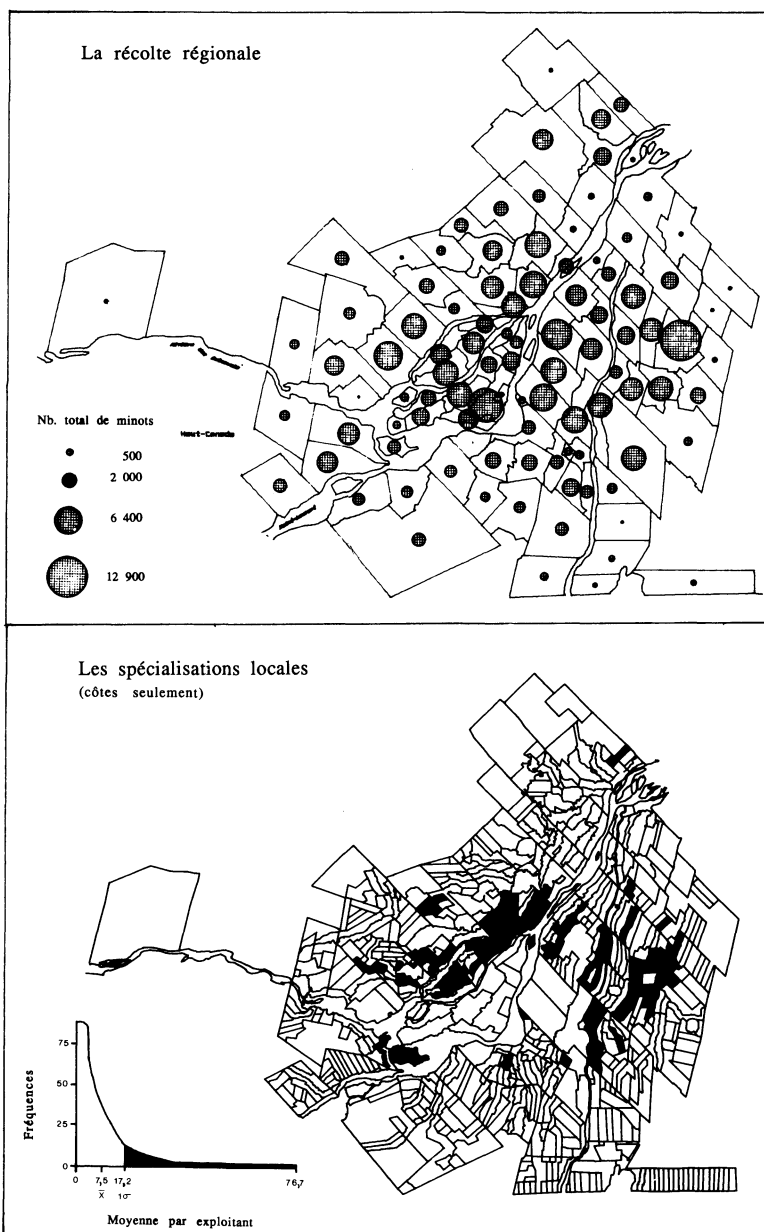 La récolte régionale
Nb. total de minots
Haut-Canada
500
2 000
6 400
12 900
Les spécialisations locales
(côtes seulement)
Fréquences
75
50
25
0
0 7,5 17,2 76,7
x̄ 1σ
Moyenne par exploitant